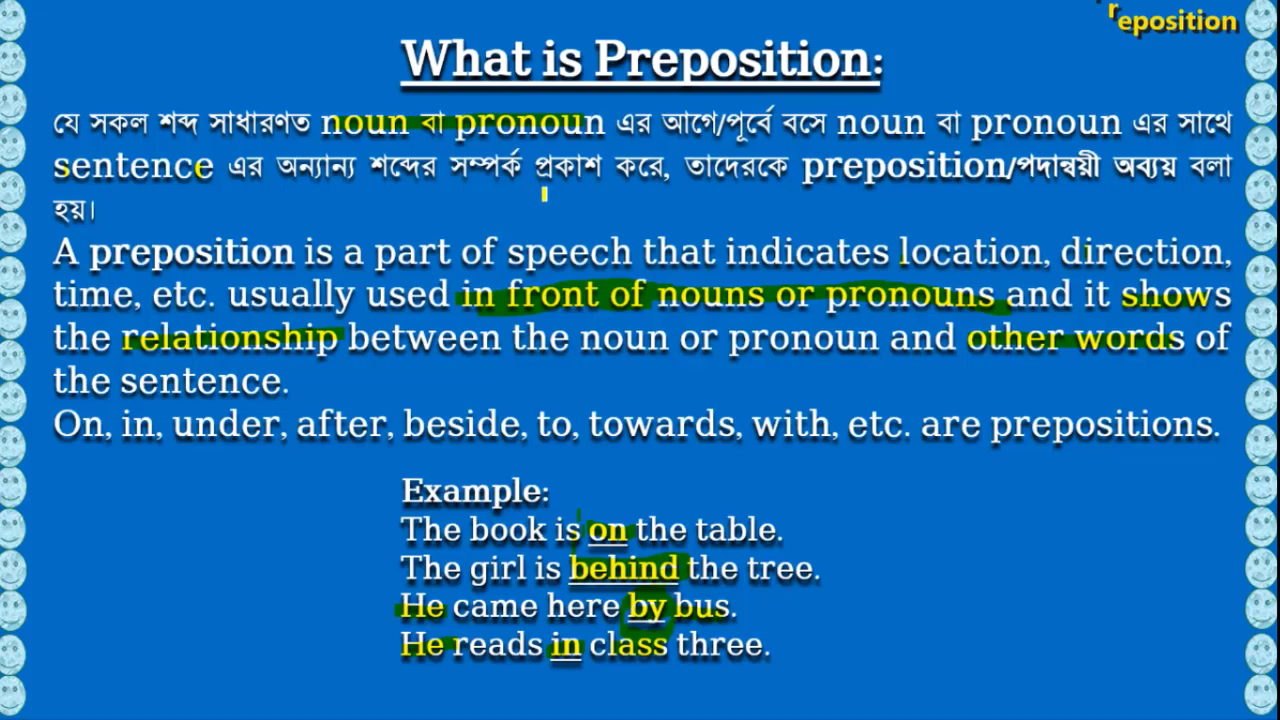 reposition
What is Preposition:
যে সকল শব্দ সাধারণত noun বা pronoun এর আগে/পূর্বে বসে noun বা pronoun এর সাথে
sentence এর অন্যান্য শব্দের সম্পর্ক প্রকাশ করে, তাদেরকে preposition/পদান্বয়ী অব্যয় বলা
হয়।
A preposition is a part of speech that indicates location, direction,
time, etc. usually used in front of nouns or pronouns and it shows
the relationship between the noun or pronoun and other words of
the sentence.
On, in, under, after, beside, to, towards, with, etc. are prepositions.
Example:
The book is on the table.
The girl is behind the tree.
He came here by bus.
He reads in class three.